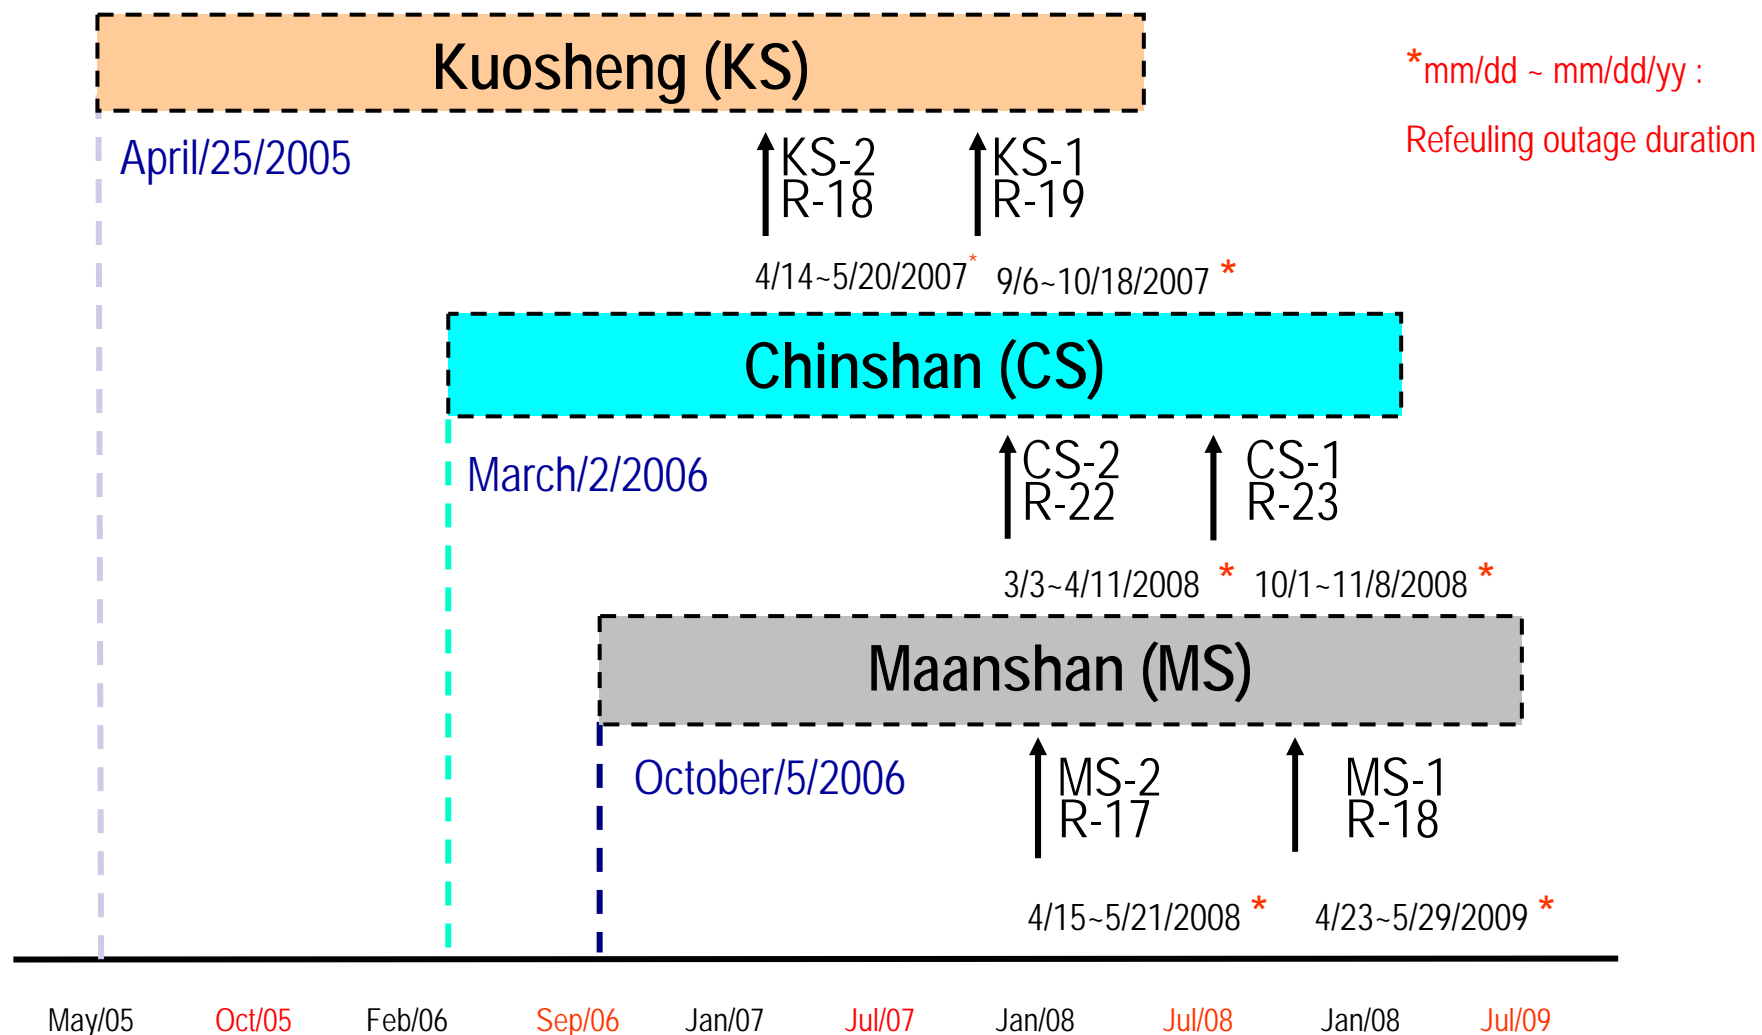 Kuosheng (KS)
*mm/dd ~ mm/dd/yy :
Refeuling outage duration
April/25/2005
KS-2
R-18
KS-1
R-19
4/14~5/20/2007*
9/6~10/18/2007 *
Chinshan (CS)
March/2/2006
CS-2
R-22
CS-1
R-23
3/3~4/11/2008 *
10/1~11/8/2008 *
Maanshan (MS)
October/5/2006
MS-2
R-17
MS-1
R-18
4/15~5/21/2008 *
4/23~5/29/2009 *
May/05 Oct/05 Feb/06 Sep/06 Jan/07 Jul/07 Jan/08 Jul/08 Jan/08 Jul/09